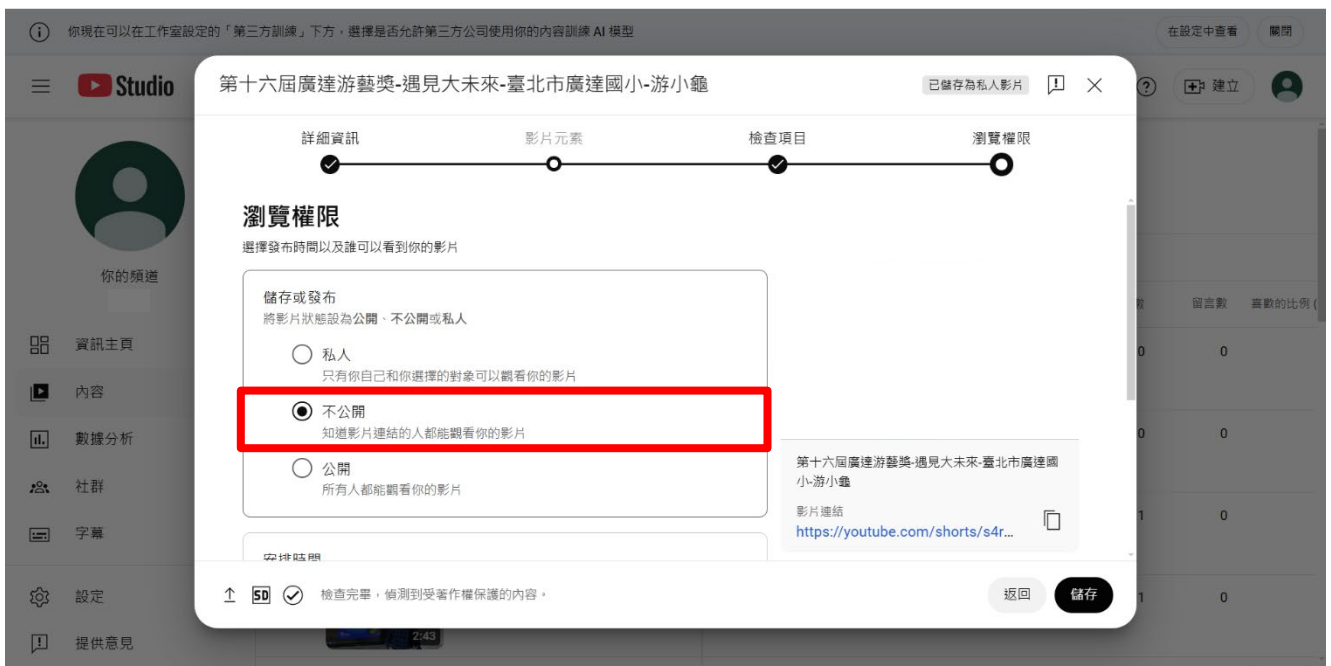 你現在可以在工作室設定的「第三方訓練」下方，選擇是否允許第三方公司使用你的內容訓練 AI 模型
在設定中查看
關閉
Studio
第十六屆廣達游藝獎-遇見大未來-臺北市廣達國小-游小龜
已儲存為私人影片
建立
詳細資訊
影片元素
檢查項目
瀏覽權限
瀏覽權限
選擇發布時間以及誰可以看到你的影片
你的頻道
儲存或發布
將影片狀態設為公開、不公開或私人
私人
只有你自己和你選擇的對象可以觀看你的影片
不公開
知道影片連結的人都能觀看你的影片
公開
所有人都能觀看你的影片
安排時間
第十六屆廣達游藝獎-遇見大未來-臺北市廣達國
小-游小龜
影片連結
https://youtube.com/shorts/s4r...
資訊主頁
內容
數據分析
社群
字幕
設定
提供意見
留言數
喜歡的比例 (
0
0
0
0
1
0
1
0
SD
檢查完畢，偵測到受著作權保護的內容。
返回
儲存
2:43